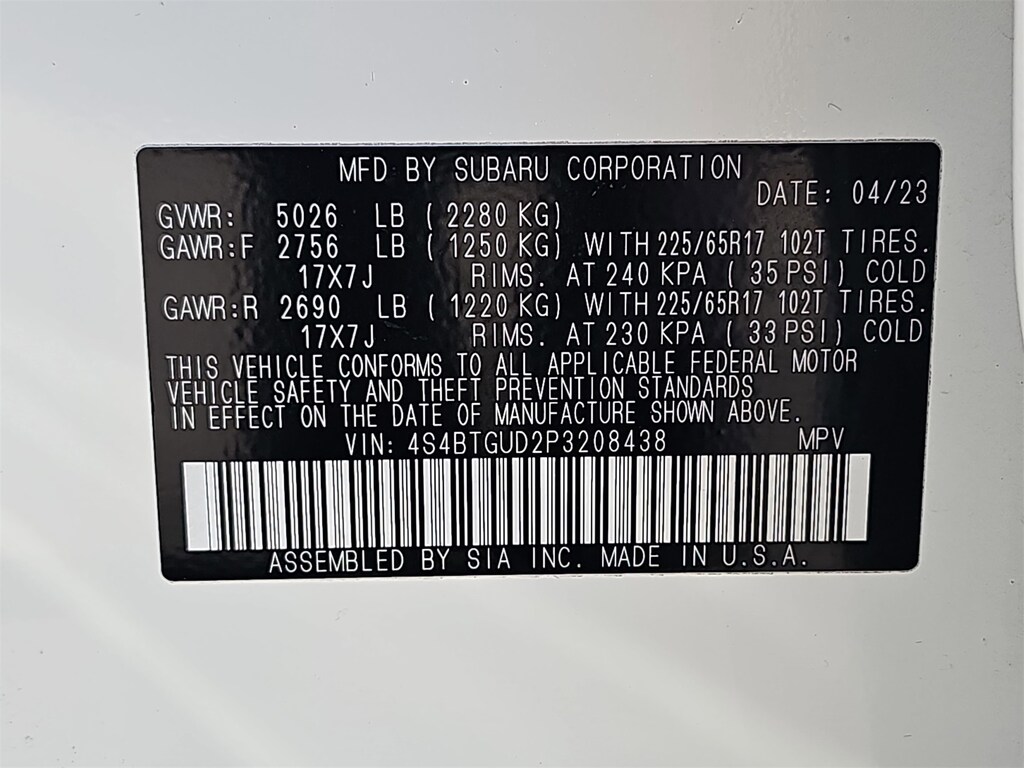 MFD BY SUBARU CORPORATION
DATE: 04/23
GVWR: 5026 LB ( 2280 KG)
GAWR:F 2756 LB ( 1250 KG) WITH 225/65R17 102T TIRES.
17X7J RIMS. AT 240 KPA ( 35 PSI) COLD
GAWR:R 2690 LB ( 1220 KG) WITH 225/65R17 102T TIRES.
17X7J RIMS. AT 230 KPA ( 33 PSI) COLD
THIS VEHICLE CONFORMS TO ALL APPLICABLE FEDERAL MOTOR
VEHICLE SAFETY AND THEFT PREVENTION STANDARDS
IN EFFECT ON THE DATE OF MANUFACTURE SHOWN ABOVE.
VIN: 4S4BTGUD2P3208438 MPV
ASSEMBLED BY SIA INC. MADE IN U.S.A.